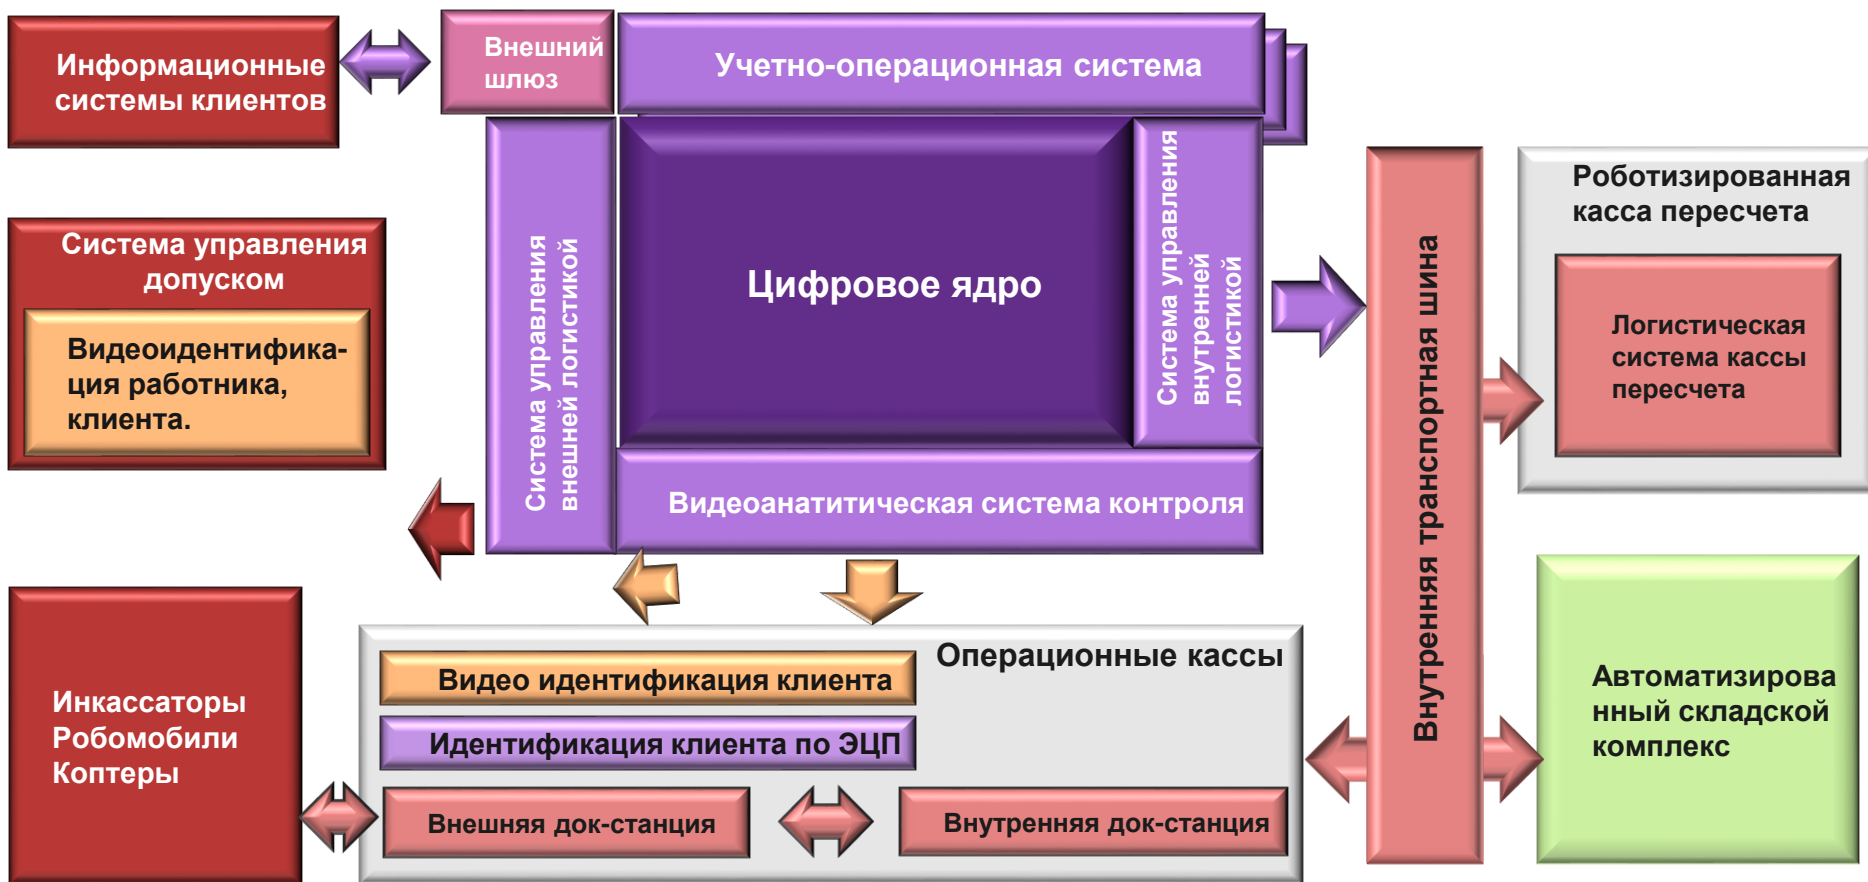 Информационные
системы клиентов
Внешний
шлюз
Учетно-операционная система
Система управления
допуском
Видеоидентифика-
ция работника,
клиента.
Система управления
внешней логистикой
Цифровое ядро
Система управления
внутренней
логистикой
Видеоанатитическая система контроля
Внутренняя транспортная шина
Роботизированная
касса пересчета
Логистическая
система кассы
пересчета
Инкассаторы
Робомобили
Коптеры
Операционные кассы
Видео идентификация клиента
Идентификация клиента по ЭЦП
Внешняя док-станция
Внутренняя док-станция
Автоматизирова
нный складской
комплекс